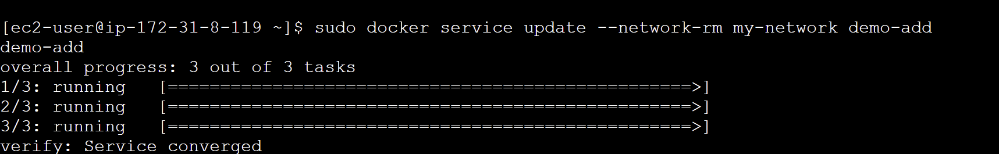 [ec2-user@ip-172-31-8-119 ~]$ sudo docker service update --network-rm my-network demo-add
demo-add
overall progress: 3 out of 3 tasks
1/3: running   [==================================================>]
2/3: running   [==================================================>]
3/3: running   [==================================================>]
verify: Service converged